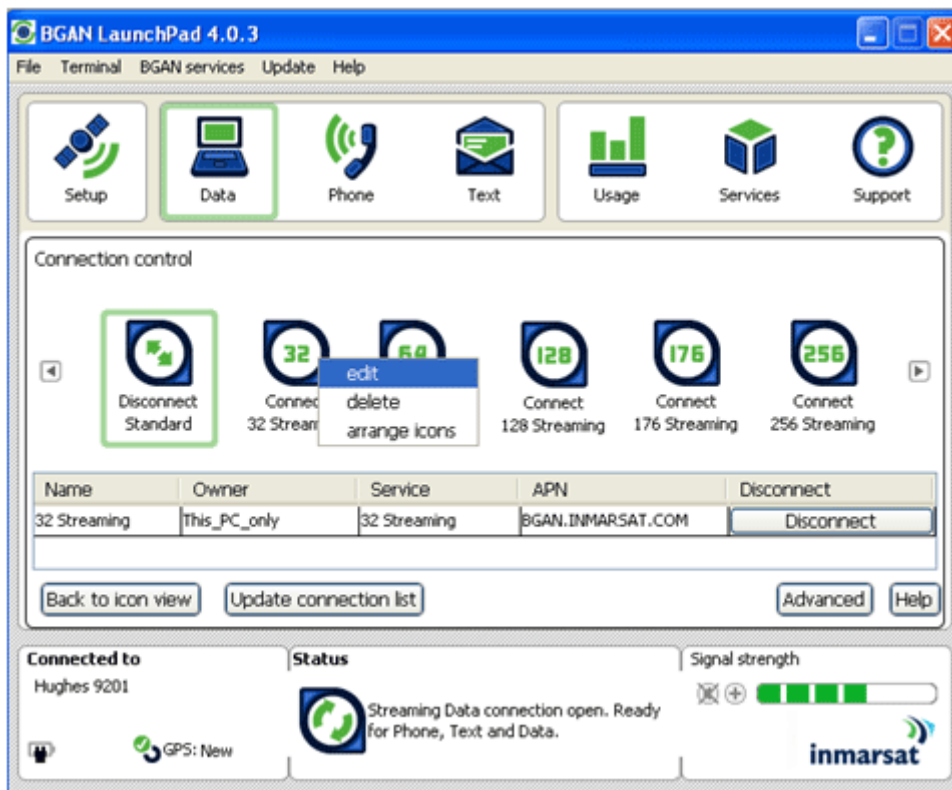 BGAN LaunchPad 4.0.3
File Terminal BGAN services Update Help
Setup Data Phone Text Usage Services Support
Connection control
32 64 128 176 256
edit
delete
arrange icons
Disconnect Connec Connect Connect Connect
Standard 32 Stream 128 Streaming 176 Streaming 256 Streaming
Name Owner Service APN Disconnect
32 Streaming This_PC_only 32 Streaming BGAN.INMARSAT.COM Disconnect
Back to icon view Update connection list Advanced Help
Connected to Status Signal strength
Hughes 9201
Streaming Data connection open. Ready
for Phone, Text and Data.
GPS: New
inmarsat